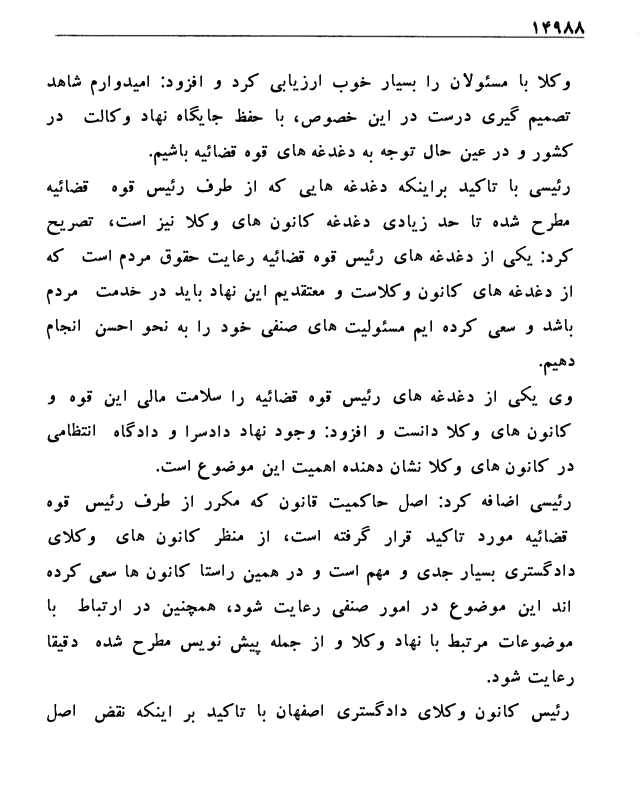 ۱۴۹۸۸
وکلا با مسئولان را بسیار خوب ارزیابی کرد و افزود: امیدوارم شاهد
تصمیم گیری درست در این خصوص، با حفظ جایگاه نهاد وکالت در
کشور و در عین حال توجه به دغدغه های قوه قضائیه باشیم.
رئیسی با تاکید براینکه دغدغه هایی که از طرف رئیس قوه قضائیه
مطرح شده تا حد زیادی دغدغه کانون های وکلا نیز است، تصریح
کرد: یکی از دغدغه های رئیس قوه قضائیه رعایت حقوق مردم است که
از دغدغه های کانون وکلاست و معتقدیم این نهاد باید در خدمت مردم
باشد و سعی کرده ایم مسئولیت های صنفی خود را به نحو احسن انجام
دهیم.
وی یکی از دغدغه های رئیس قوه قضائیه را سلامت مالی این قوه و
کانون های وکلا دانست و افزود: وجود نهاد دادسرا و دادگاه انتظامی
در کانون های وکلا نشان دهنده اهمیت این موضوع است.
رئیسی اضافه کرد: اصل حاکمیت قانون که مکرر از طرف رئیس قوه
قضائیه مورد تاکید قرار گرفته است، از منظر کانون های وکلای
دادگستری بسیار جدی و مهم است و در همین راستا کانون ها سعی کرده
اند این موضوع در امور صنفی رعایت شود، همچنین در ارتباط با
موضوعات مرتبط با نهاد وکلا و از جمله پیش نویس مطرح شده دقیقا
رعایت شود.
رئیس کانون وکلای دادگستری اصفهان با تاکید بر اینکه نقض اصل